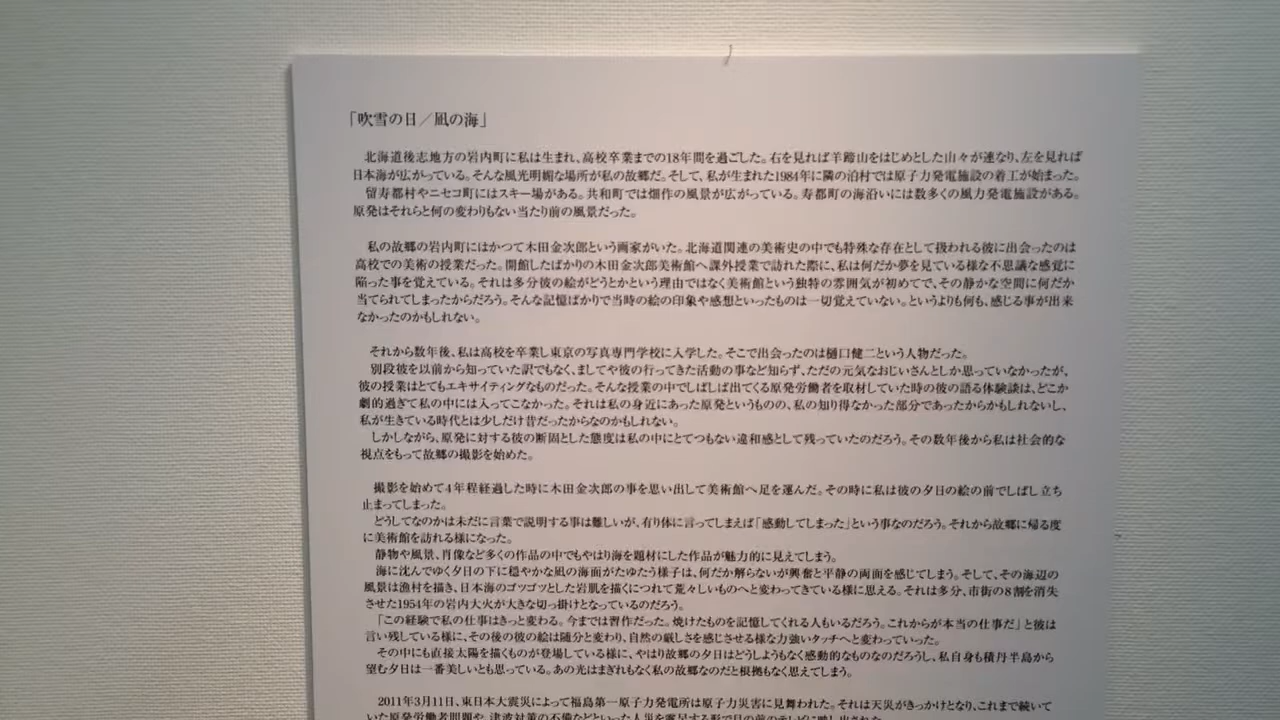 「吹雪の日／凪の海」
北海道後志地方の岩内町に私は生まれ、高校卒業までの18年間を過ごした。右を見れば羊蹄山をはじめとした山々が連なり、左を見れば
日本海が広がっている。そんな風光明媚な場所が私の故郷だ。そして、私が生まれた1984年に隣の泊村では原子力発電施設の着工が始まった。
留寿都村やニセコ町にはスキー場がある。共和町では畑作の風景が広がっている。寿都町の海沿いには数多くの風力発電施設がある。
原発はそれらと何の変わりもない当たり前の風景だった。
私の故郷の岩内町にはかつて木田金次郎という画家がいた。北海道関連の美術史の中でも特殊な存在として扱われる彼に出会ったのは
高校での美術の授業だった。開館したばかりの木田金次郎美術館へ課外授業で訪れた際に、私は何だか夢を見ている様な不思議な感覚に
陥った事を覚えている。それは多分彼の絵がどうとかという理由ではなく美術館という独特の雰囲気が初めてで、その静かな空間に何だか
当てられてしまったからだろう。そんな記憶ばかりで当時の絵の印象や感想といったものは一切覚えていない。というよりも何も、感じる事が出来
なかったのかもしれない。
それから数年後、私は高校を卒業し東京の写真専門学校に入学した。そこで出会ったのは樋口健二という人物だった。
別段彼を以前から知っていた訳でもなく、ましてや彼の行ってきた活動の事など知らず、ただの元気なおじいさんとしか思っていなかったが、
彼の授業はとてもエキサイティングなものだった。そんな授業の中でしばしば出てくる原発労働者を取材していた時の彼の語る体験談は、どこか
劇的過ぎて私の中には入ってこなかった。それは私の身近にあった原発というものの、私の知り得なかった部分であったからかもしれないし、
私が生きている時代とは少しだけ昔だったからなのかもしれない。
しかしながら、原発に対する彼の断固とした態度は私の中にとてつもない違和感として残っていたのだろう。その数年後から私は社会的な
視点をもって故郷の撮影を始めた。
撮影を始めて4年程経過した時に木田金次郎の事を思い出して美術館へ足を運んだ。その時に私は彼の夕日の絵の前でしばし立ち
止まってしまった。
どうしてなのかは未だに言葉で説明する事は難しいが、有り体に言ってしまえば「感動してしまった」という事なのだろう。それから故郷に帰る度
に美術館を訪れる様になった。
静物や風景、肖像など多くの作品の中でもやはり海を題材にした作品が魅力的に見えてしまう。
海に沈んでゆく夕日の下に穏やかな凪の海面がたゆたう様子は、何だか解らないが興奮と平静の両面を感じてしまう。そして、その海辺の
風景は漁村を描き、日本海のゴツゴツとした岩肌を描くにつれて荒々しいものへと変わってきている様に思える。それは多分、市街の8割を消失
させた1954年の岩内大火が大きな切っ掛けとなっているのだろう。
「この経験で私の仕事はきっと変わる。今までは習作だった。焼けたものを記憶してくれる人もいるだろう。これからが本当の仕事だ」と彼は
言い残している様に、その後の彼の絵は随分と変わり、自然の厳しさを感じさせる様な力強いタッチへと変わっていった。
その中にも直接太陽を描くものが登場している様に、やはり故郷の夕日はどうしようもなく感動的なものなのだろうし、私自身も積丹半島から
望む夕日は一番美しいとも思っている。あの光はまぎれもなく私の故郷なのだと根拠もなく思えてしまう。
2011年3月11日、東日本大震災によって福島第一原子力発電所は原子力災害に見舞われた。それは天災がきっかけとなり、これまで続いて
いた原発労働者問題や、津波対策の不備などといった人災を露呈する形で目の前のテレビに映し出された。